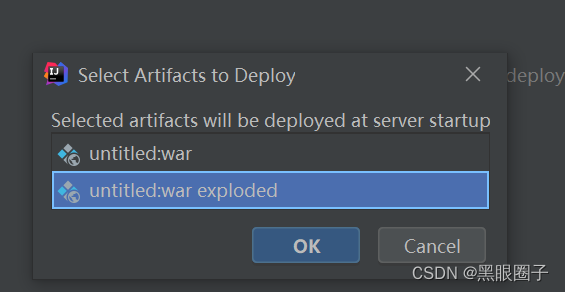 Select Artifacts to Deploy
deploy
Selected artifacts will be deployed at server startup
untitled:war
untitled:war exploded
OK
Cancel
CSDN @黑眼圈子